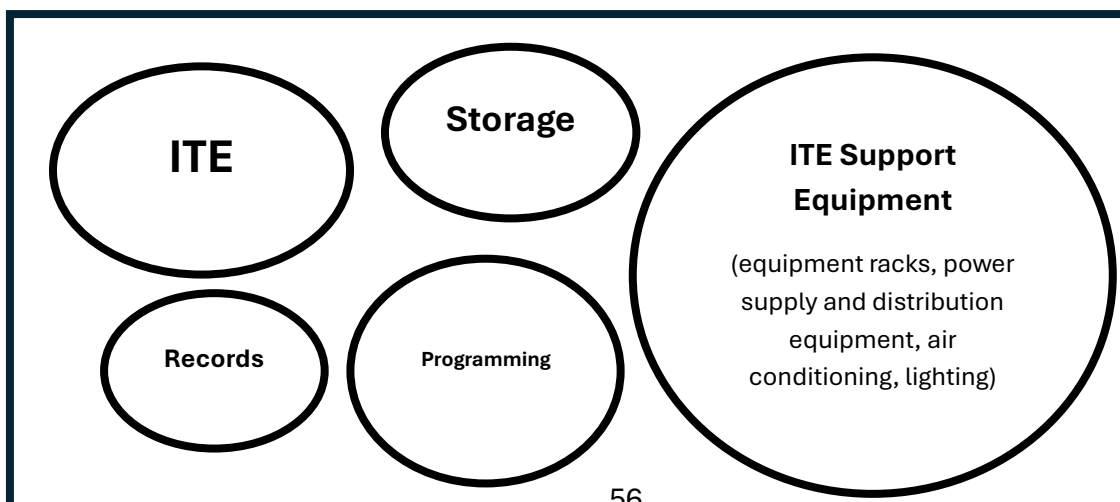 ITE
Storage
ITE Support
Equipment
(equipment racks, power
supply and distribution
equipment, air
conditioning, lighting)
Records
Programming
56